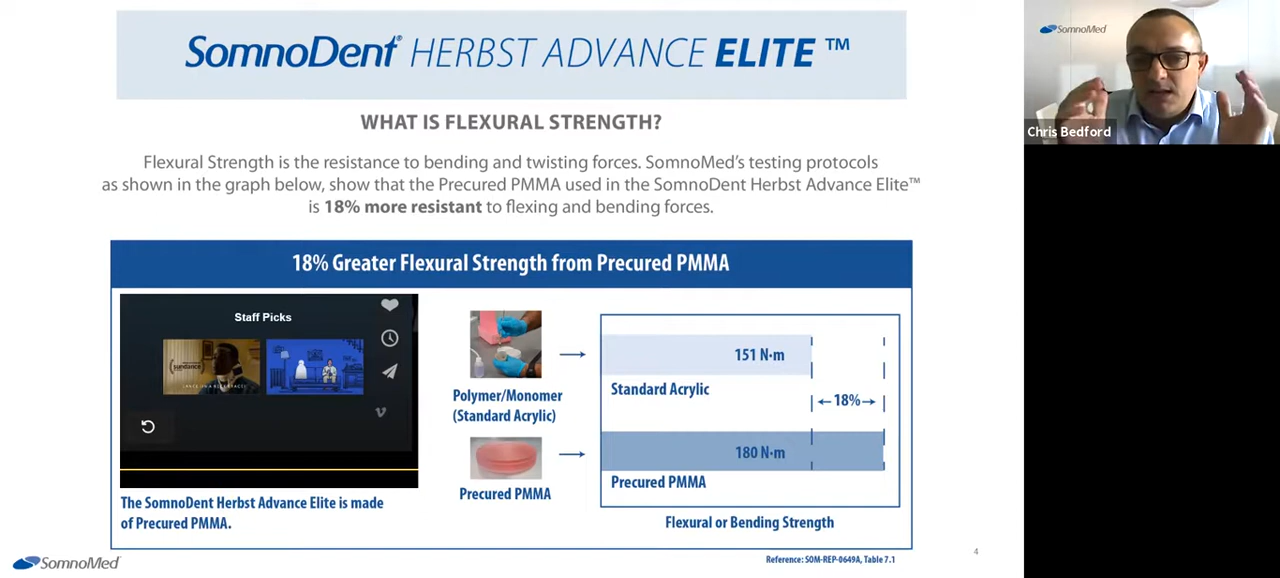 SomnoDent® HERBST ADVANCE ELITE™
SomnoMed
Chris Bedford
WHAT IS FLEXURAL STRENGTH?
Flexural Strength is the resistance to bending and twisting forces. SomnoMed's testing protocols
as shown in the graph below, show that the Precured PMMA used in the SomnoDent Herbst Advance Elite™
is 18% more resistant to flexing and bending forces.
18% Greater Flexural Strength from Precured PMMA
Staff Picks
sundance
The SomnoDent Herbst Advance Elite is made
of Precured PMMA.
Polymer/Monomer
(Standard Acrylic)
Precured PMMA
151 N·m
Standard Acrylic
18%
180 N·m
Precured PMMA
Flexural or Bending Strength
Reference: SOM-REP-0649A, Table 7.1
SomnoMed
4